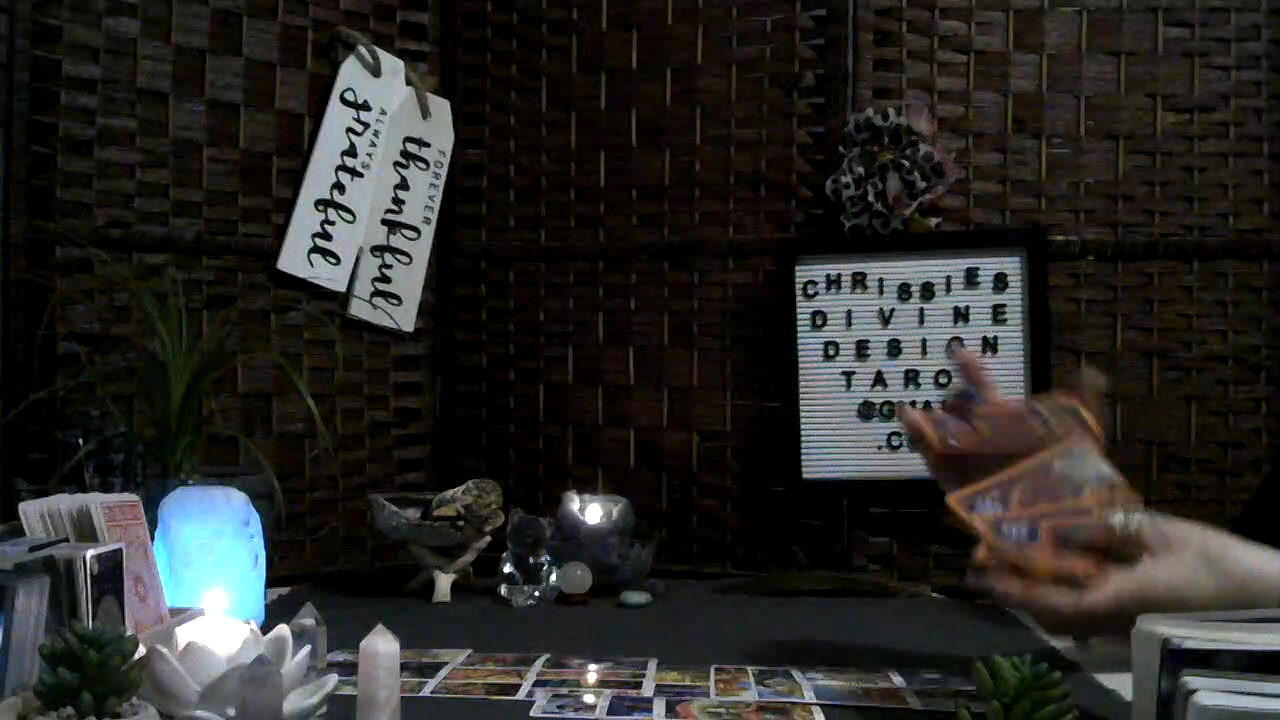 ALWAYS
grateful
FOREVER
thankful
CHRISSIES
DIVINE
DESIGN
TARO
.C